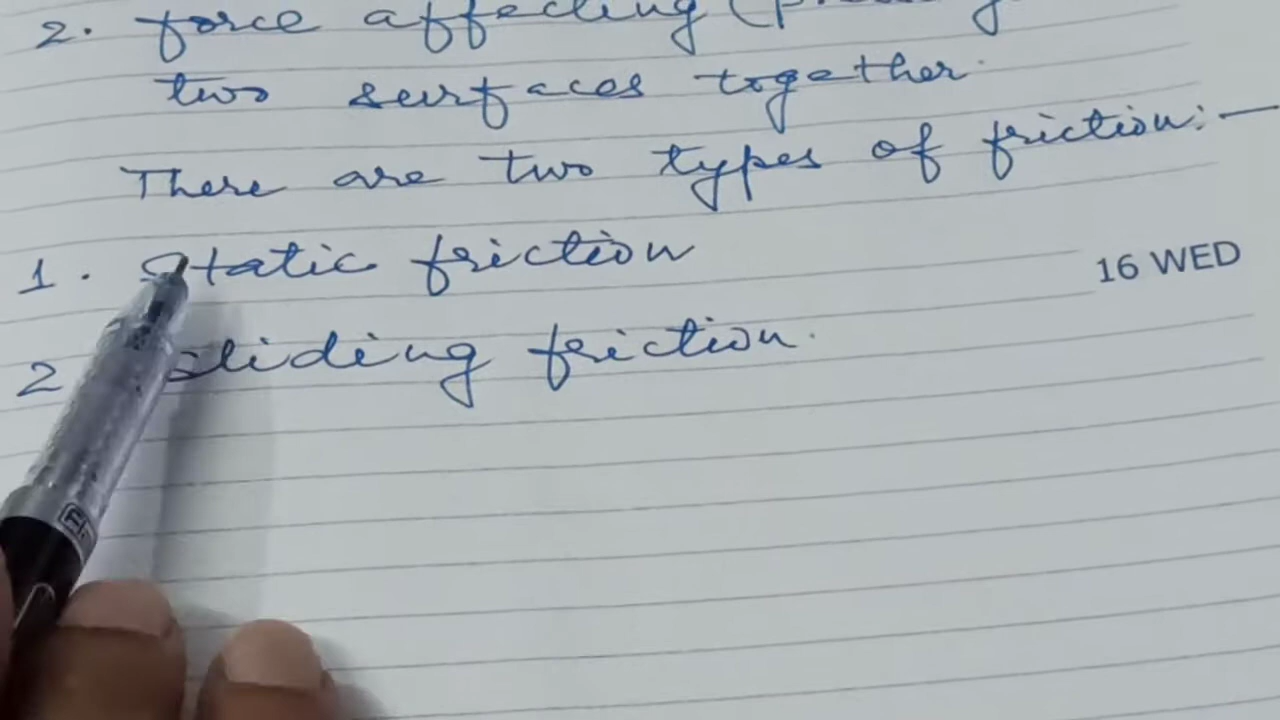 2. force affecting
two surfaces together.
There are two types of friction:—
1. Static friction
16 WED
2 Sliding friction.